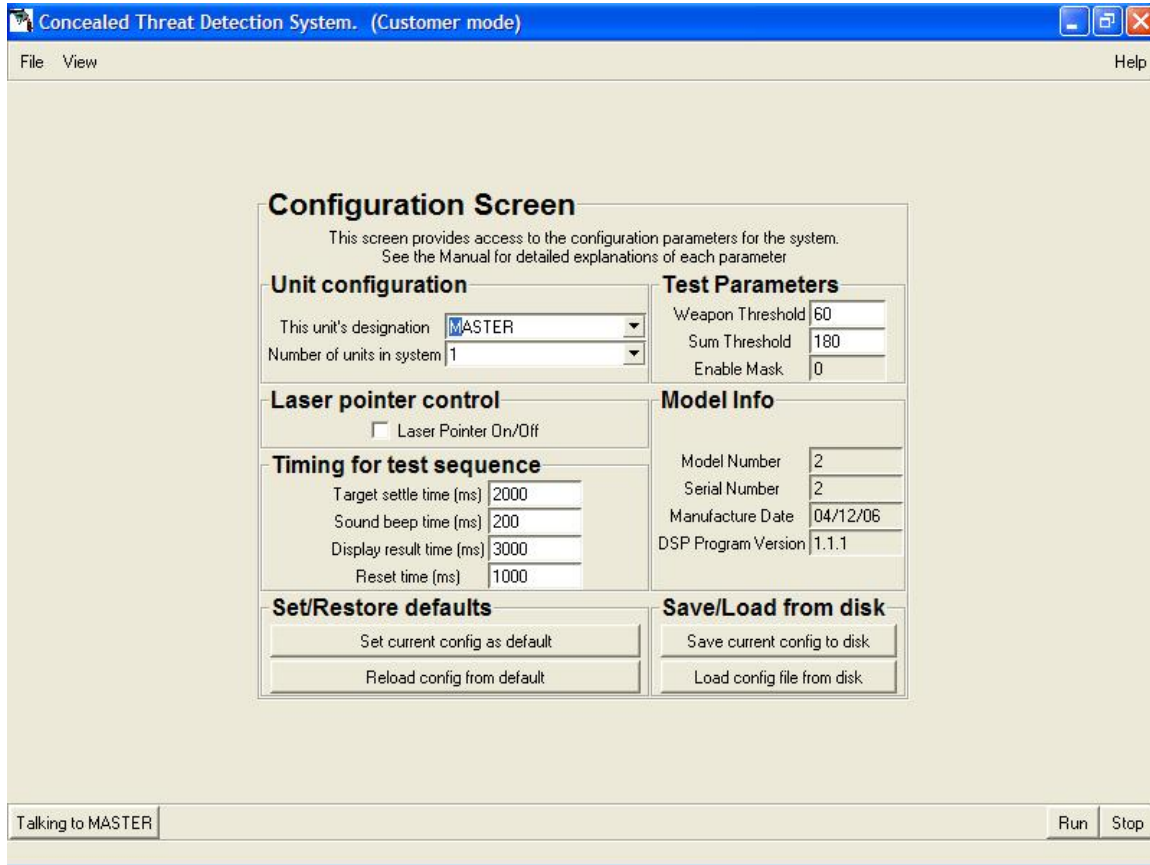 Concealed Threat Detection System. (Customer mode)
File View Help
Configuration Screen
This screen provides access to the configuration parameters for the system.
See the Manual for detailed explanations of each parameter
Unit configuration
This unit's designation MASTER
Number of units in system 1
Test Parameters
Weapon Threshold 60
Sum Threshold 180
Enable Mask 0
Laser pointer control
Laser Pointer On/Off
Model Info
Model Number 2
Serial Number 2
Manufacture Date 04/12/06
DSP Program Version 1.1.1
Timing for test sequence
Target settle time (ms) 2000
Sound beep time (ms) 200
Display result time (ms) 3000
Reset time (ms) 1000
Set/Restore defaults
Set current config as default
Reload config from default
Save/Load from disk
Save current config to disk
Load config file from disk
Talking to MASTER Run Stop